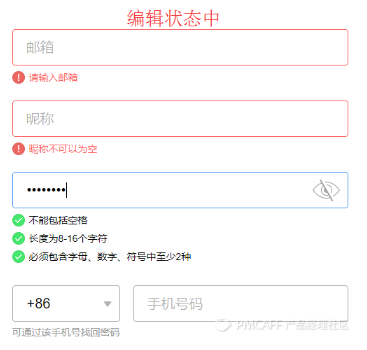 编辑状态中
邮箱
请输入邮箱
昵称
昵称不可以为空
••••••••
不能包括空格
长度为8-16个字符
必须包含字母、数字、符号中至少2种
+86
手机号码
可通过该手机号找回密码
PMCAFF 产品经理社区